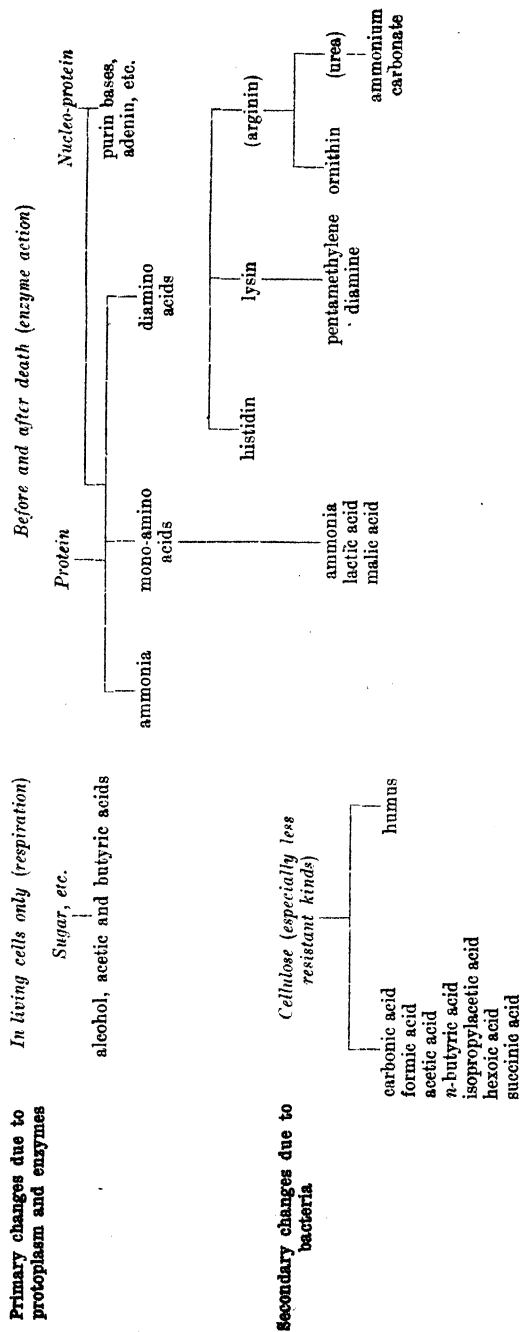 Primary changes due to
protoplasm and enzymes
In living cells only (respiration)
Sugar, etc.
alcohol, acetic and butyric acids
Before and after death (enzyme action)
Protein
Nucleo-protein
ammonia
mono-amino
acids
diamino
acids
purin bases,
adenin, etc.
Secondary changes due to
bacteria
Cellulose (especially less
resistant kinds)
carbonic acid
formic acid
acetic acid
n-butyric acid
isopropylacetic acid
hexoic acid
succinic acid
humus
ammonia
lactic acid
malic acid
histidin
lysin
(arginin)
pentamethylene
diamine
ornithin
(urea)
ammonium
carbonate